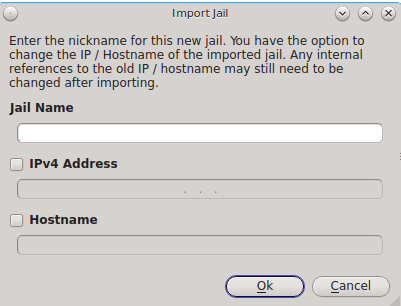 Import Jail
Enter the nickname for this new jail. You have the option to
change the IP / Hostname of the imported jail. Any internal
references to the old IP / hostname may still need to be
changed after importing.
Jail Name
IPv4 Address
. . .
Hostname
Ok
Cancel